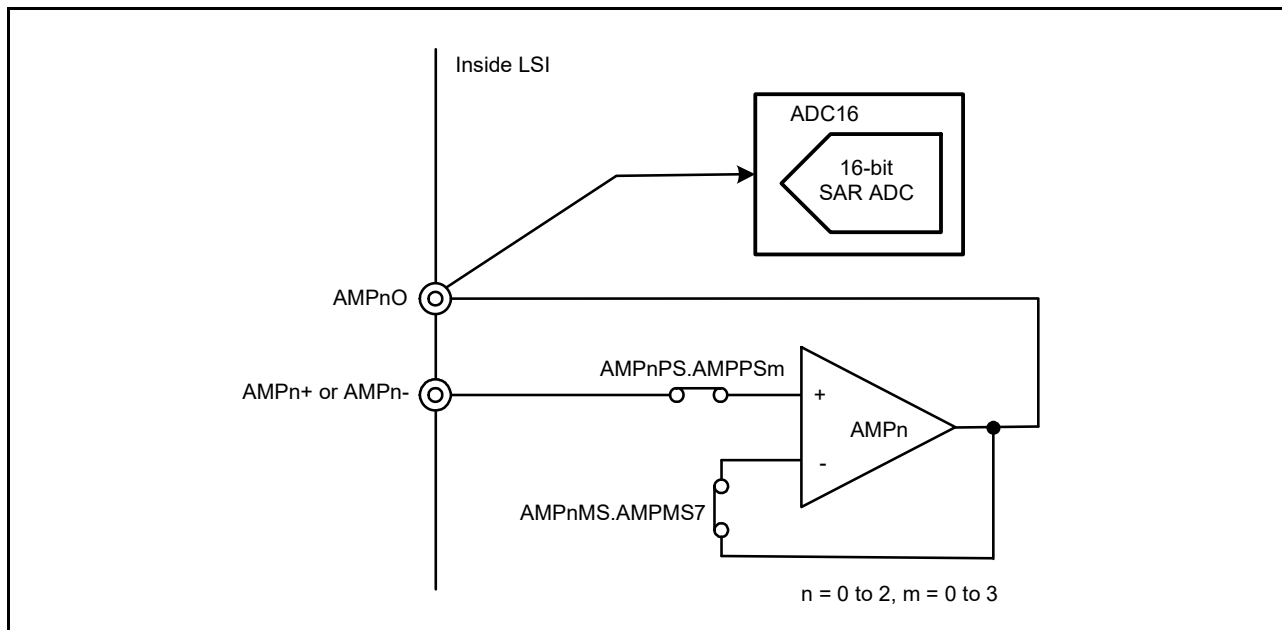 Inside LSI
ADC16
16-bit
SAR ADC
AMPnO
AMPnPS.AMPPSm
AMPn+ or AMPn-
+
AMPn
-
AMPnMS.AMPMS7
n = 0 to 2, m = 0 to 3